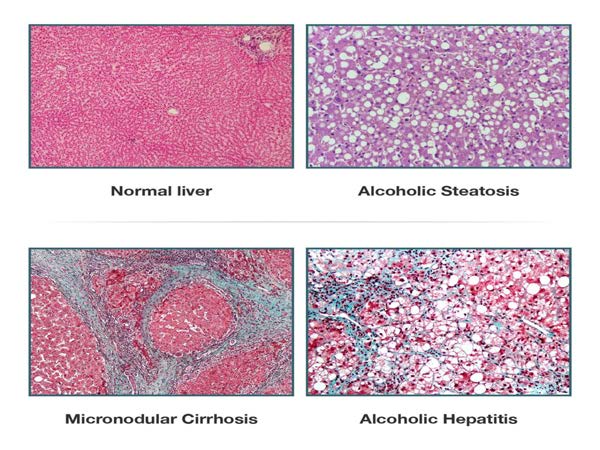 Normal liver
Alcoholic Steatosis
Micronodular Cirrhosis
Alcoholic Hepatitis